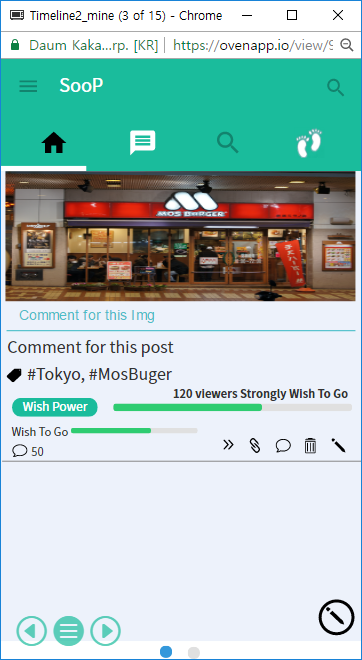 Timeline2_mine (3 of 15) - Chrome
Daum Kaka... rp. [KR] https://ovenapp.io/view/9
SooP
MOS BURGER
Comment for this Img
Comment for this post
#Tokyo, #MosBuger
120 viewers Strongly Wish To Go
Wish Power
Wish To Go
50